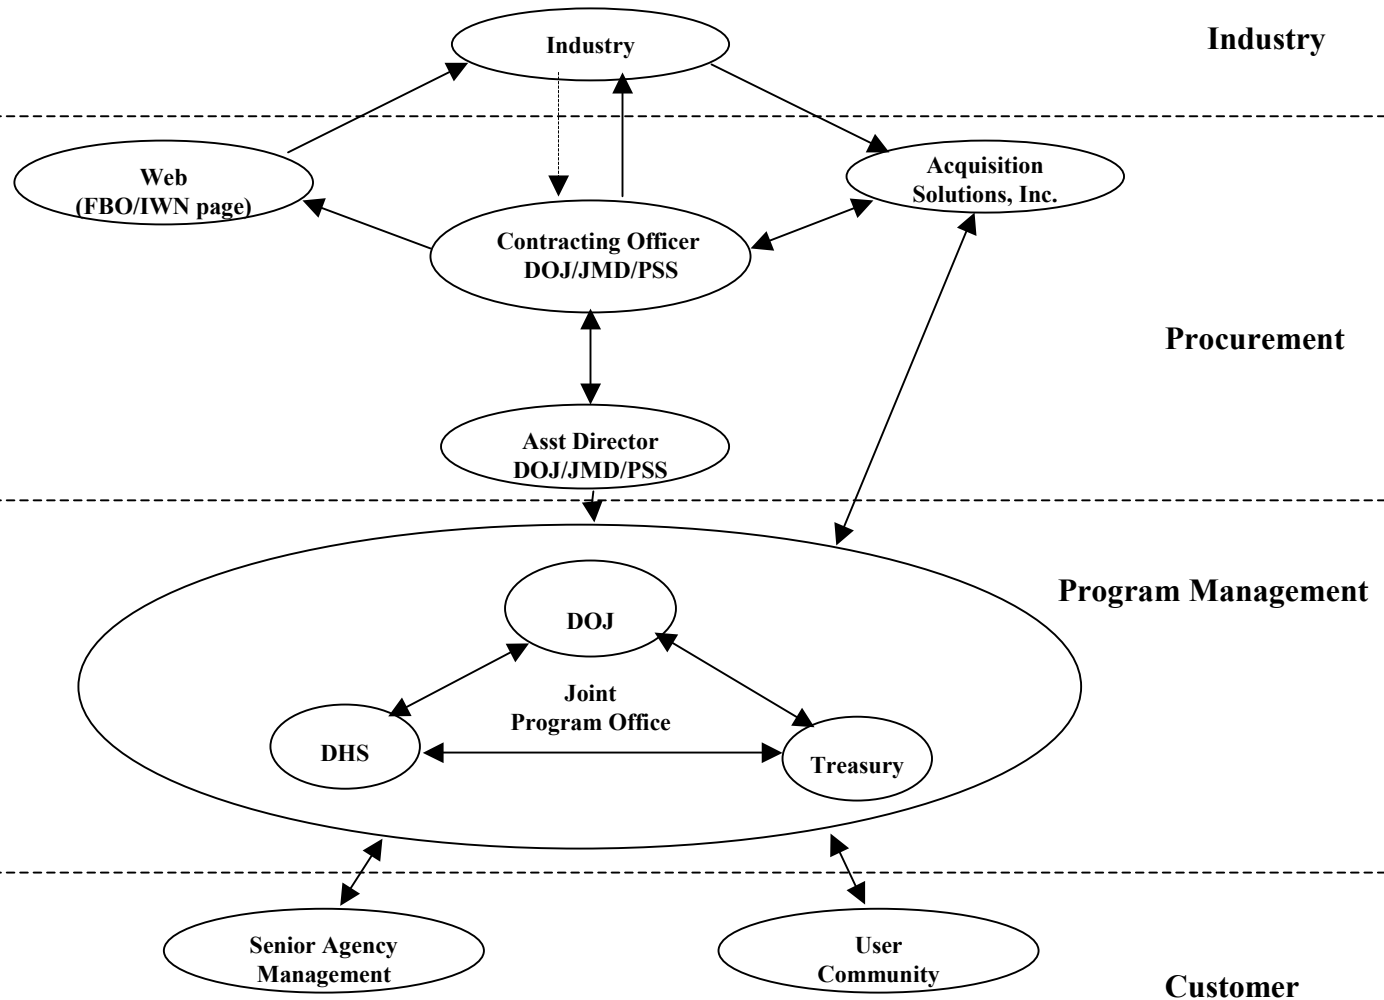 Industry
Industry
Web
(FBO/IWN page)
Acquisition
Solutions, Inc.
Contracting Officer
DOJ/JMD/PSS
Procurement
Asst Director
DOJ/JMD/PSS
Program Management
DOJ
Joint
Program Office
DHS
Treasury
Senior Agency
Management
User
Community
Customer